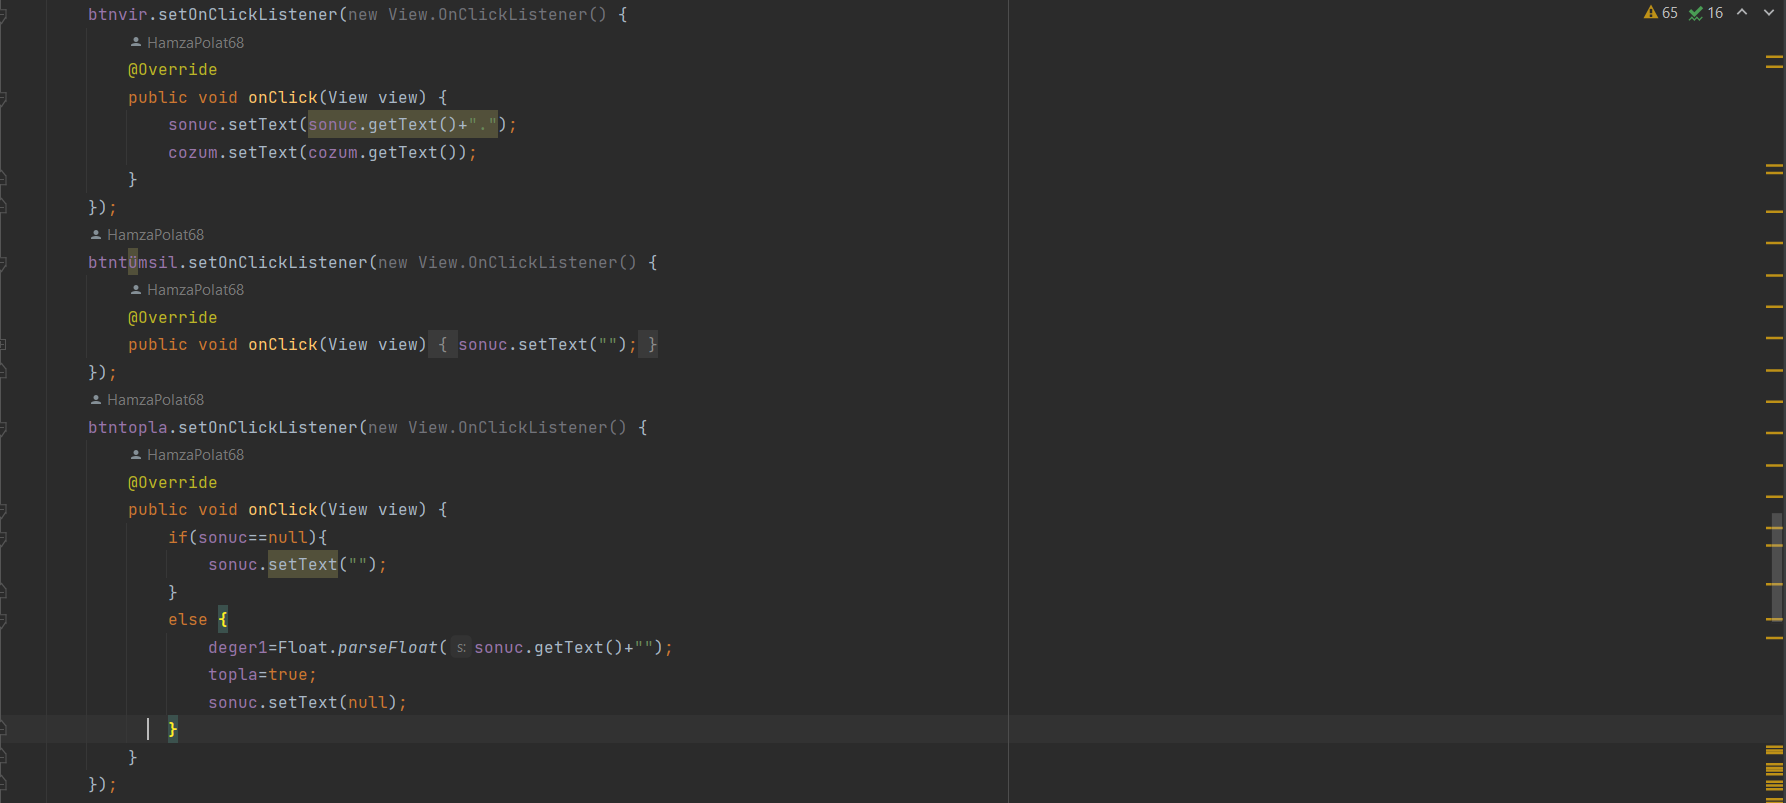 btnvir.setOnClickListener(new View.OnClickListener() {
65 16
HamzaPolat68
@Override
public void onClick(View view) {
sonuc.setText(sonuc.getText()+".");
cozum.setText(cozum.getText());
}
});
HamzaPolat68
btntümsil.setOnClickListener(new View.OnClickListener() {
HamzaPolat68
@Override
public void onClick(View view) { sonuc.setText(""); }
});
HamzaPolat68
btntopla.setOnClickListener(new View.OnClickListener() {
HamzaPolat68
@Override
public void onClick(View view) {
if(sonuc==null){
sonuc.setText("");
}
else {
deger1=Float.parseFloat( s: sonuc.getText()+"");
topla=true;
sonuc.setText(null);
}
}
});